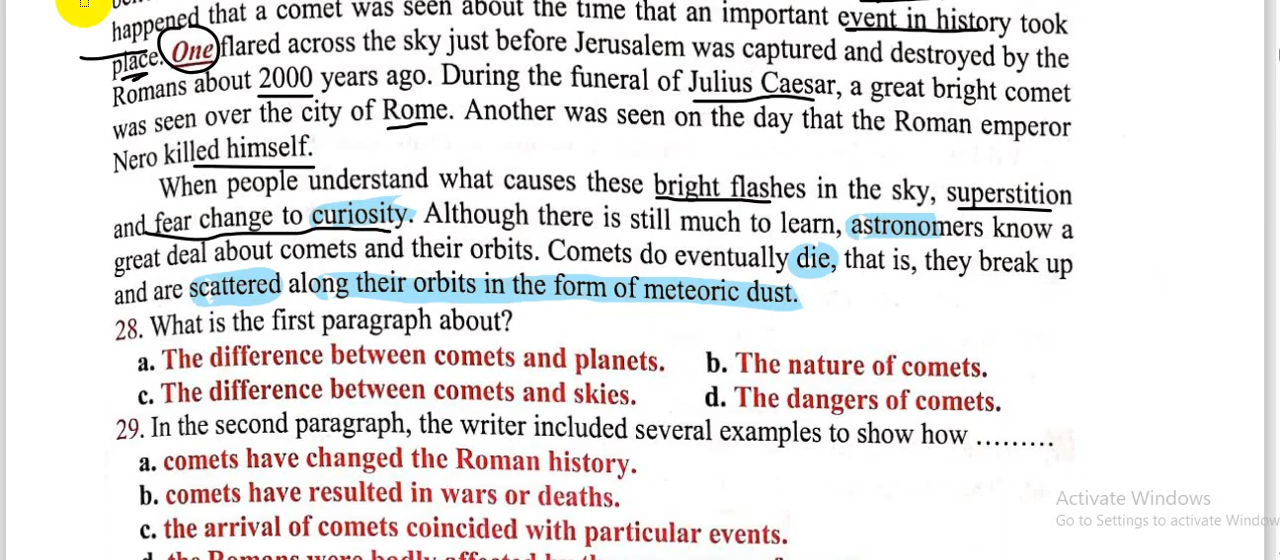 happened that a comet was seen about the time that an important event in history took
place. One flared across the sky just before Jerusalem was captured and destroyed by the
Romans about 2000 years ago. During the funeral of Julius Caesar, a great bright comet
was seen over the city of Rome. Another was seen on the day that the Roman emperor
Nero killed himself.
When people understand what causes these bright flashes in the sky, superstition
and fear change to curiosity. Although there is still much to learn, astronomers know a
great deal about comets and their orbits. Comets do eventually die, that is, they break up
and are scattered along their orbits in the form of meteoric dust.
28. What is the first paragraph about?
a. The difference between comets and planets. b. The nature of comets.
c. The difference between comets and skies. d. The dangers of comets.
29. In the second paragraph, the writer included several examples to show how .........
a. comets have changed the Roman history.
b. comets have resulted in wars or deaths.
c. the arrival of comets coincided with particular events.
d. the Romans were badly
Activate Windows
Go to Settings to activate Window